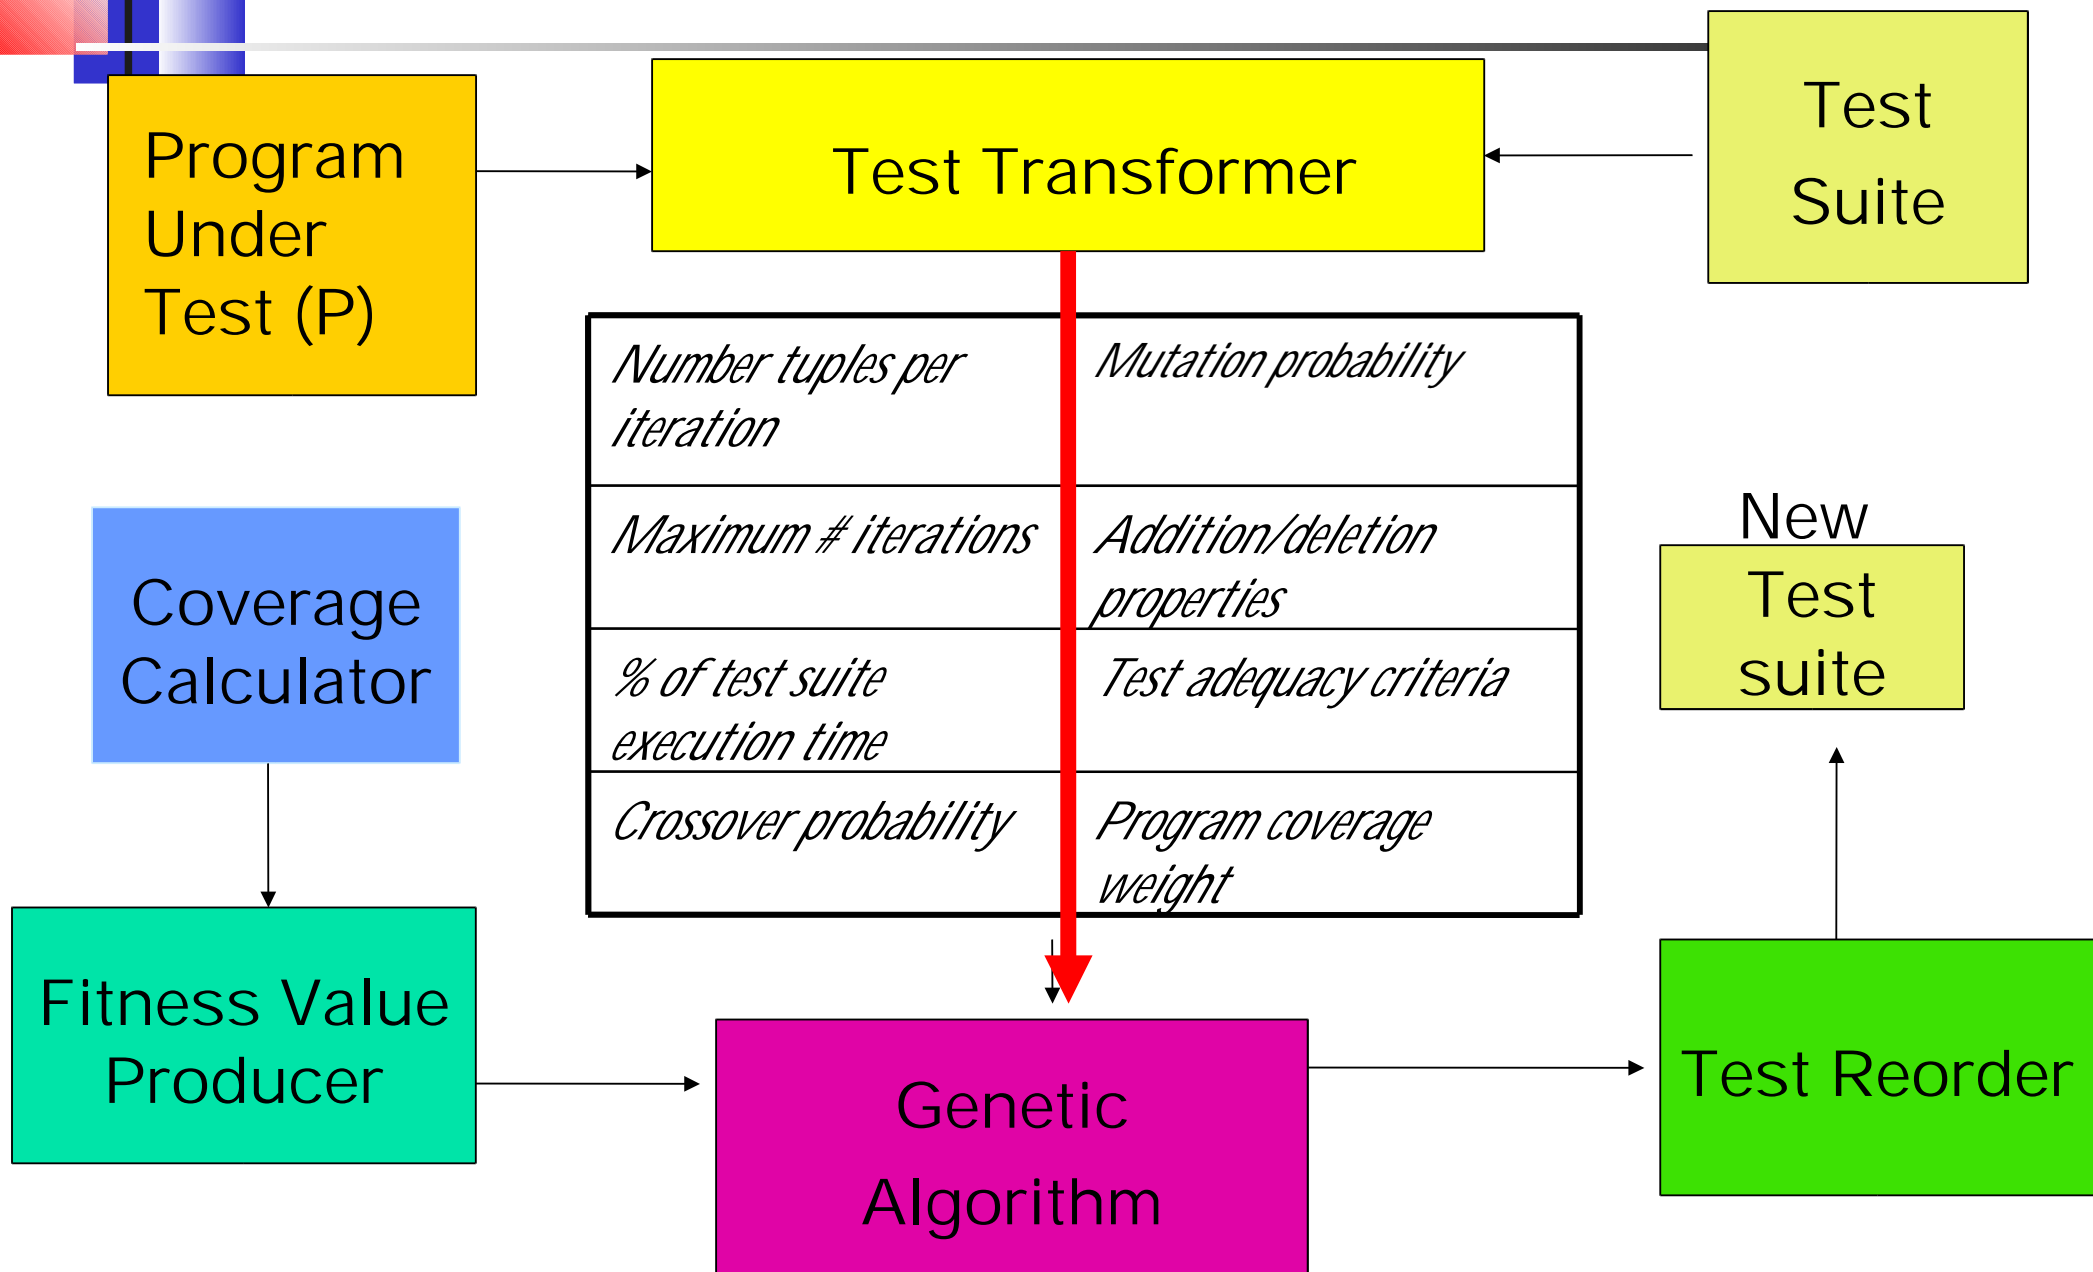 Program
Under
Test (P)
Test Transformer
Test
Suite
Number tuples per
iteration
Mutation probability
Maximum # iterations
Addition/deletion
properties
% of test suite
execution time
Test adequacy criteria
Crossover probability
Program coverage
weight
Coverage
Calculator
New
Test
suite
Fitness Value
Producer
Genetic
Algorithm
Test Reorder